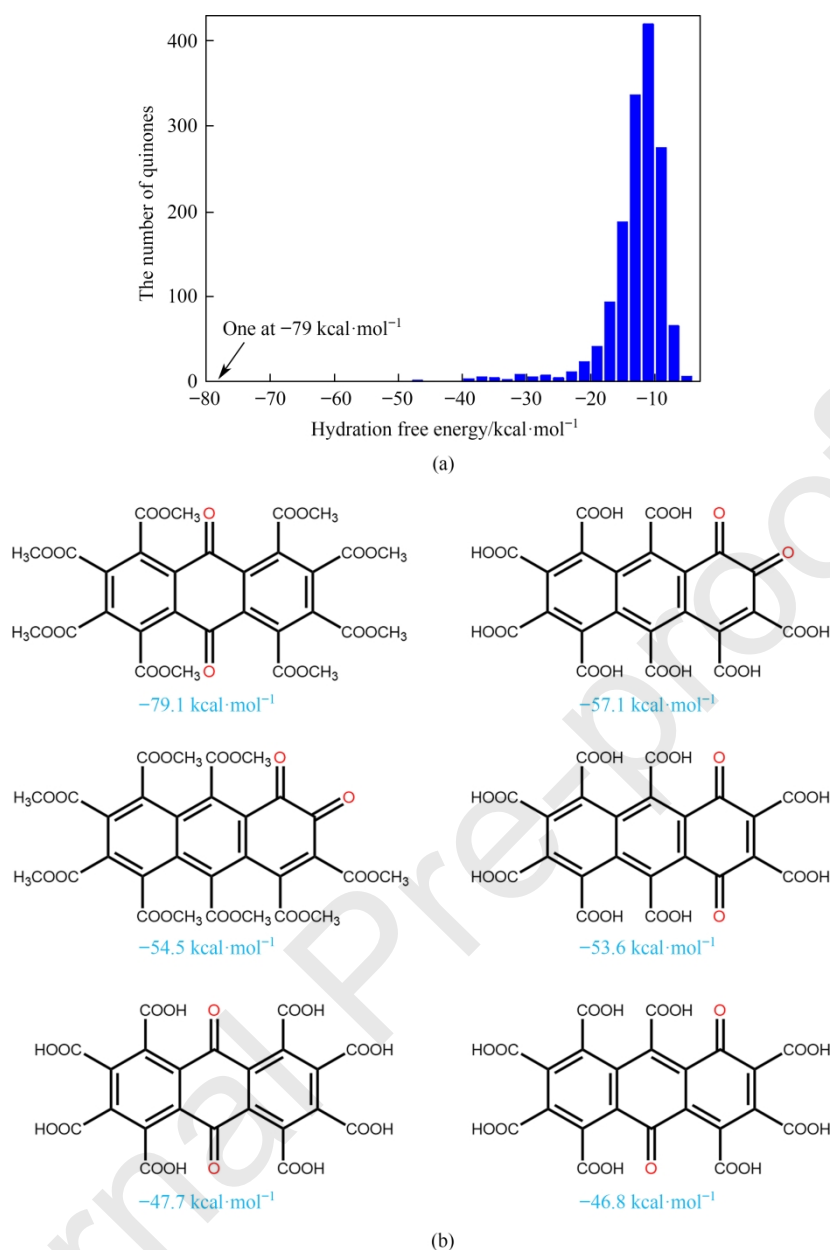 The number of quinones
400
300
200
100
0
One at −79 kcal·mol⁻¹
−80 −70 −60 −50 −40 −30 −20 −10
Hydration free energy/kcal·mol⁻¹
(a)
COOCH₃ O COOCH₃
H₃COOC COOCH₃
H₃COOC COOCH₃
COOCH₃ O COOCH₃
−79.1 kcal·mol⁻¹
COOH COOH O
HOOC O
HOOC COOH
COOH COOH COOH
−57.1 kcal·mol⁻¹
COOCH₃ COOCH₃ O
H₃COOC O
H₃COOC COOCH₃
COOCH₃ COOCH₃ COOCH₃
−54.5 kcal·mol⁻¹
COOH COOH O
HOOC COOH
HOOC COOH
COOH COOH O
−53.6 kcal·mol⁻¹
COOH O COOH
HOOC COOH
HOOC COOH
COOH O COOH
−47.7 kcal·mol⁻¹
COOH COOH O
HOOC COOH
HOOC COOH
COOH O COOH
−46.8 kcal·mol⁻¹
(b)
rnal Pre-proof